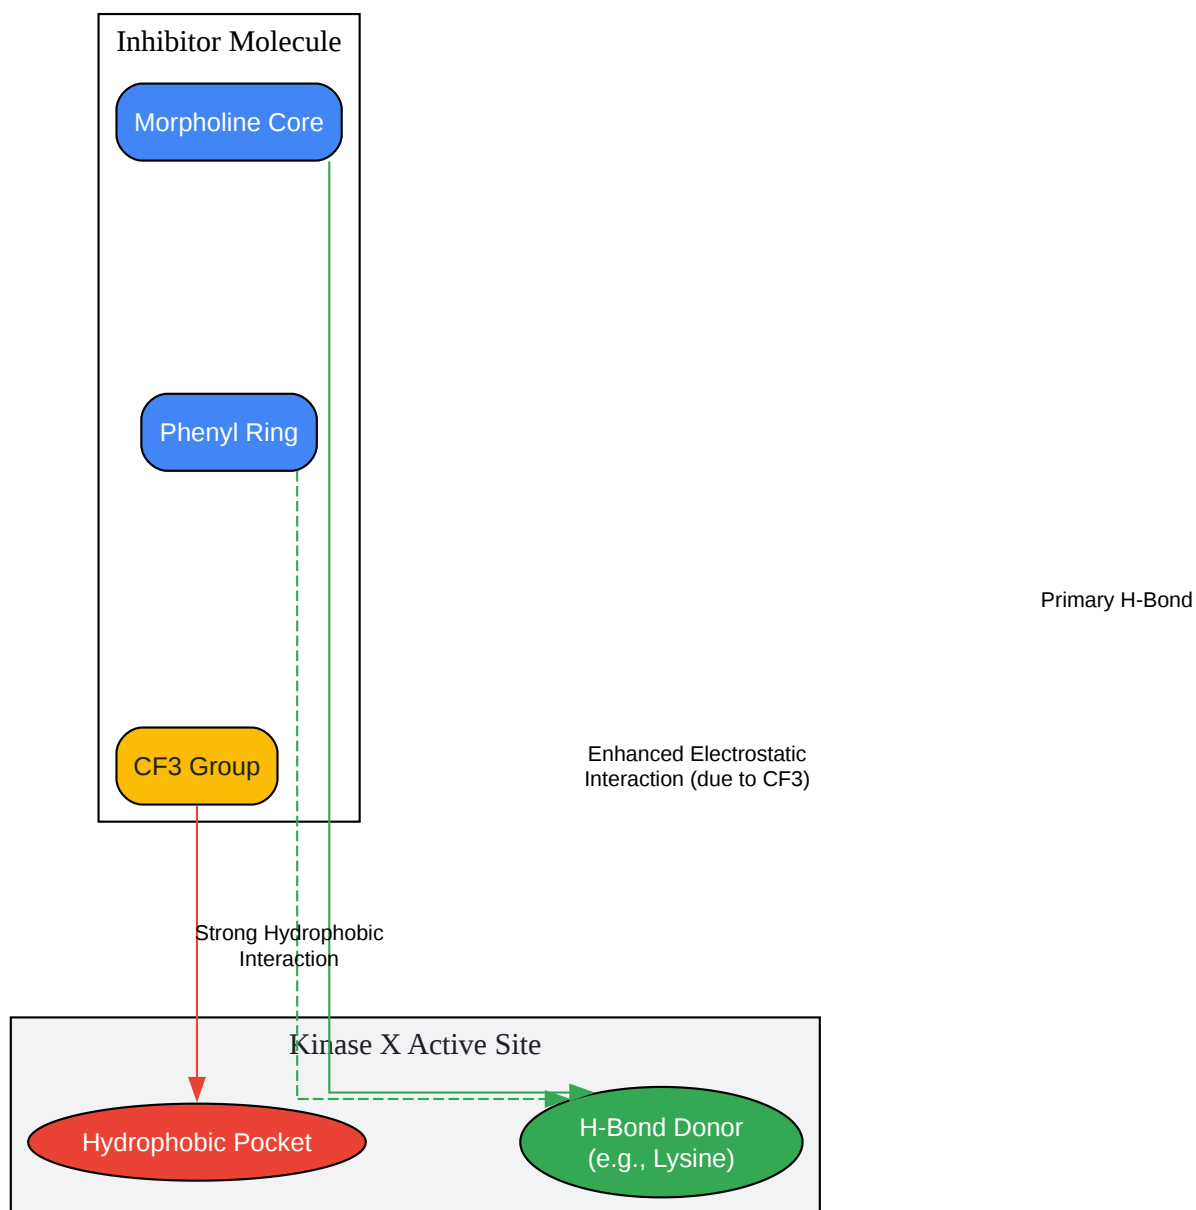 Inhibitor Molecule
Morpholine Core
Phenyl Ring
Primary H-Bond
CF3 Group
Enhanced Electrostatic
Interaction (due to CF3)
Strong Hydrophobic
Interaction
Kinase X Active Site
Hydrophobic Pocket
H-Bond Donor
(e.g., Lysine)